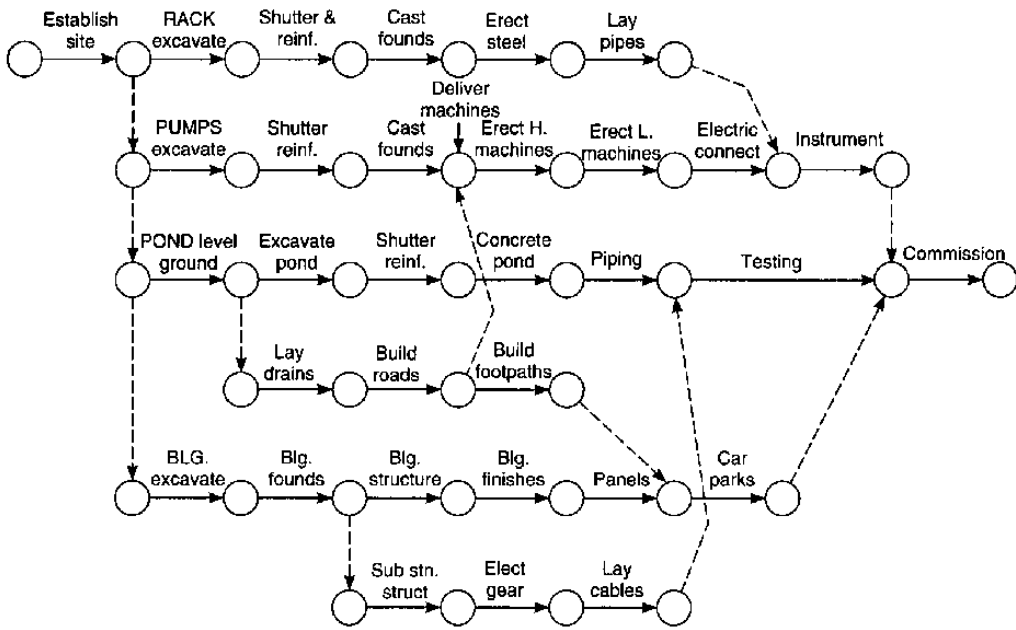 Establish
site
RACK
excavate
Shutter &
reinf.
Cast
founds
Erect
steel
Lay
pipes
Deliver
machines
PUMPS
excavate
Shutter
reinf.
Cast
founds
Erect H.
machines
Erect L.
machines
Electric
connect
Instrument
POND level
ground
Excavate
pond
Shutter
reinf.
Concrete
pond
Piping
Testing
Commission
Lay
drains
Build
roads
Build
footpaths
BLG.
excavate
Blg.
founds
Blg.
structure
Blg.
finishes
Panels
Car
parks
Sub stn.
struct
Elect
gear
Lay
cables